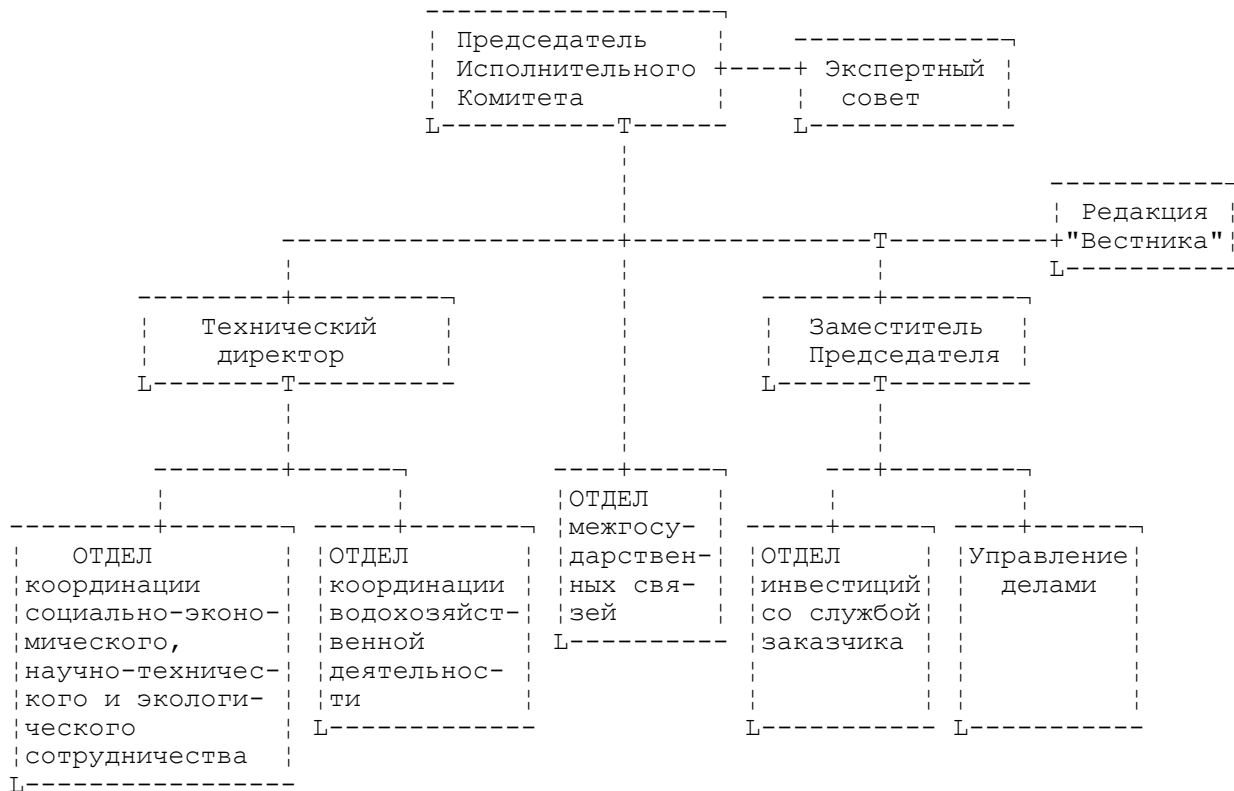 Председатель
Исполнительного
Комитета
Экспертный
совет
Редакция
"Вестника"
Технический
директор
Заместитель
Председателя
ОТДЕЛ
координации
социально-эконо-
мического,
научно-техничес-
кого и экологи-
ческого
сотрудничества
ОТДЕЛ
координации
водохозяйст-
венной
деятельнос-
ти
ОТДЕЛ
межгосу-
дарствен-
ных свя-
зей
ОТДЕЛ
инвестиций
со службой
заказчика
Управление
делами